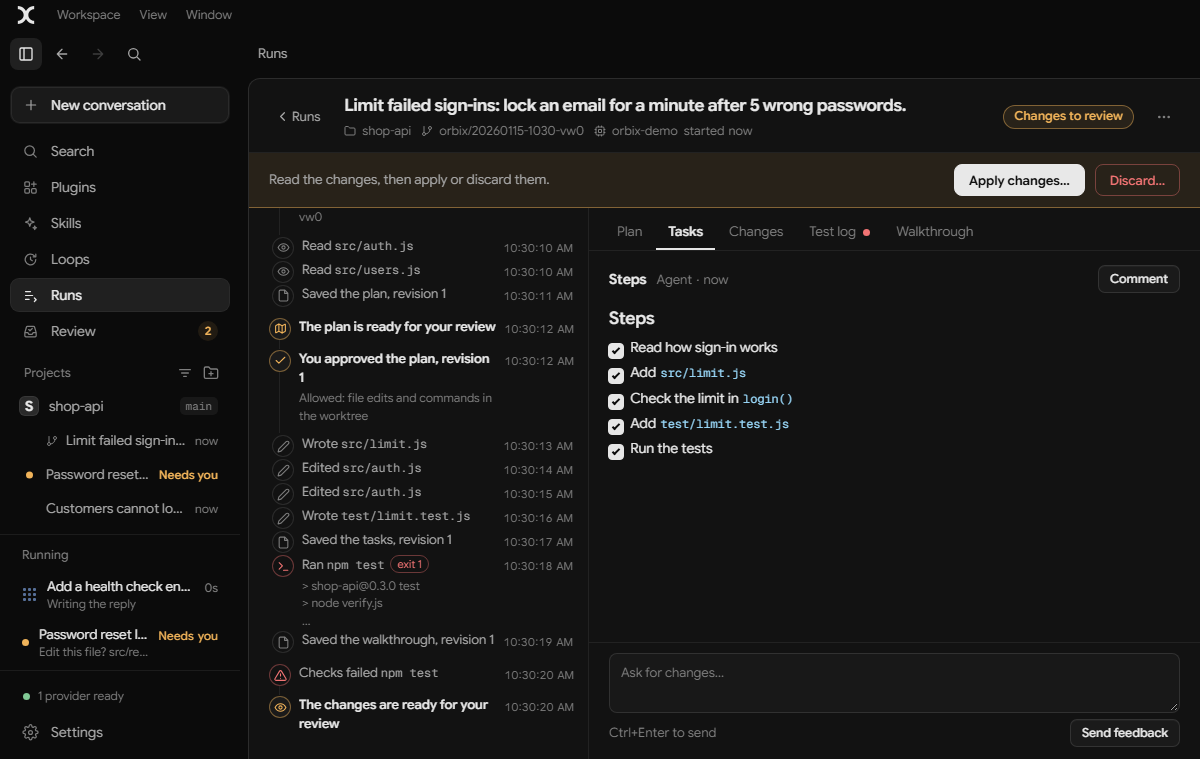 Workspace View Window
Runs
New conversation
Search
Plugins
Skills
Loops
Runs
Review 2
Projects
S shop-api main
Limit failed sign-in... now
Password reset... Needs you
Customers cannot lo... now
Running
Add a health check en... 0s
Writing the reply
Password reset l... Needs you
Edit this file? src/re...
1 provider ready
Settings
Runs
Limit failed sign-ins: lock an email for a minute after 5 wrong passwords.
shop-api orbix/20260115-1030-vw0 orbix-demo started now
Changes to review
Read the changes, then apply or discard them.
Apply changes...
Discard...
vw0
Read src/auth.js 10:30:10 AM
Read src/users.js 10:30:10 AM
Saved the plan, revision 1 10:30:11 AM
The plan is ready for your review 10:30:12 AM
You approved the plan, revision 10:30:12 AM
1
Allowed: file edits and commands in
the worktree
Wrote src/limit.js 10:30:13 AM
Edited src/auth.js 10:30:14 AM
Edited src/auth.js 10:30:15 AM
Wrote test/limit.test.js 10:30:16 AM
Saved the tasks, revision 1 10:30:17 AM
Ran npm test exit 1 10:30:18 AM
> shop-api@0.3.0 test
> node verify.js
...
Saved the walkthrough, revision 1 10:30:19 AM
Checks failed npm test 10:30:20 AM
The changes are ready for your 10:30:20 AM
review
Plan Tasks Changes Test log Walkthrough
Steps Agent · now
Comment
Steps
Read how sign-in works
Add src/limit.js
Check the limit in login()
Add test/limit.test.js
Run the tests
Ask for changes...
Ctrl+Enter to send
Send feedback